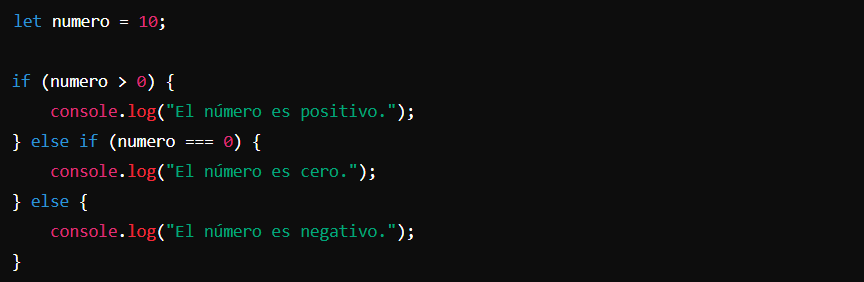 let numero = 10;

if (numero > 0) {
    console.log("El número es positivo.");
} else if (numero === 0) {
    console.log("El número es cero.");
} else {
    console.log("El número es negativo.");
}